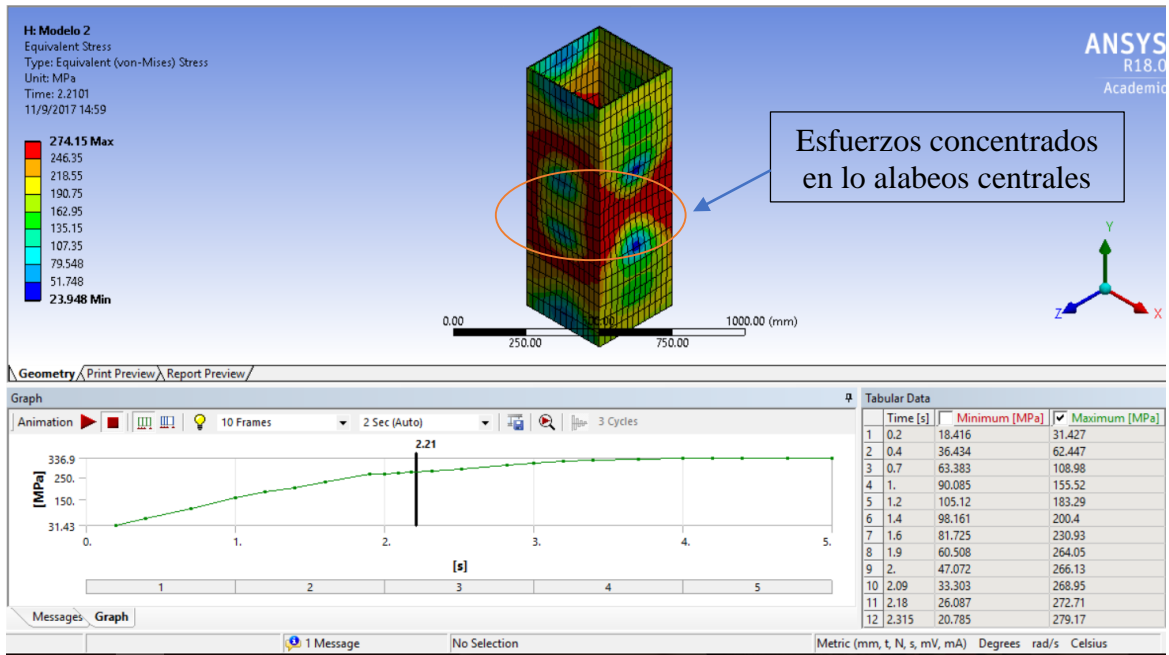 H: Modelo 2
Equivalent Stress
Type: Equivalent (von-Mises) Stress
Unit: MPa
Time: 2.2101
11/9/2017 14:59
274.15 Max
246.35
218.55
190.75
162.95
135.15
107.35
79.548
51.748
23.948 Min
ANSYS
R18.0
Academic
Esfuerzos concentrados
en lo alabeos centrales
Y
Z X
0.00 500.00 1000.00 (mm)
250.00 750.00
Geometry Print Preview Report Preview
Graph
Animation 10 Frames 2 Sec (Auto) 3 Cycles
2.21
336.9
250.
150.
31.43
[MPa]
0. 1. 2. 3. 4. 5.
[s]
1 2 3 4 5
Messages Graph
Tabular Data
Time [s] Minimum [MPa] Maximum [MPa]
1 0.2 18.416 31.427
2 0.4 36.434 62.447
3 0.7 63.383 108.98
4 1. 90.085 155.52
5 1.2 105.12 183.29
6 1.4 98.161 200.4
7 1.6 81.725 230.93
8 1.9 60.508 264.05
9 2. 47.072 266.13
10 2.09 33.303 268.95
11 2.18 26.087 272.71
12 2.315 20.785 279.17
1 Message No Selection Metric (mm, t, N, s, mV, mA) Degrees rad/s Celsius